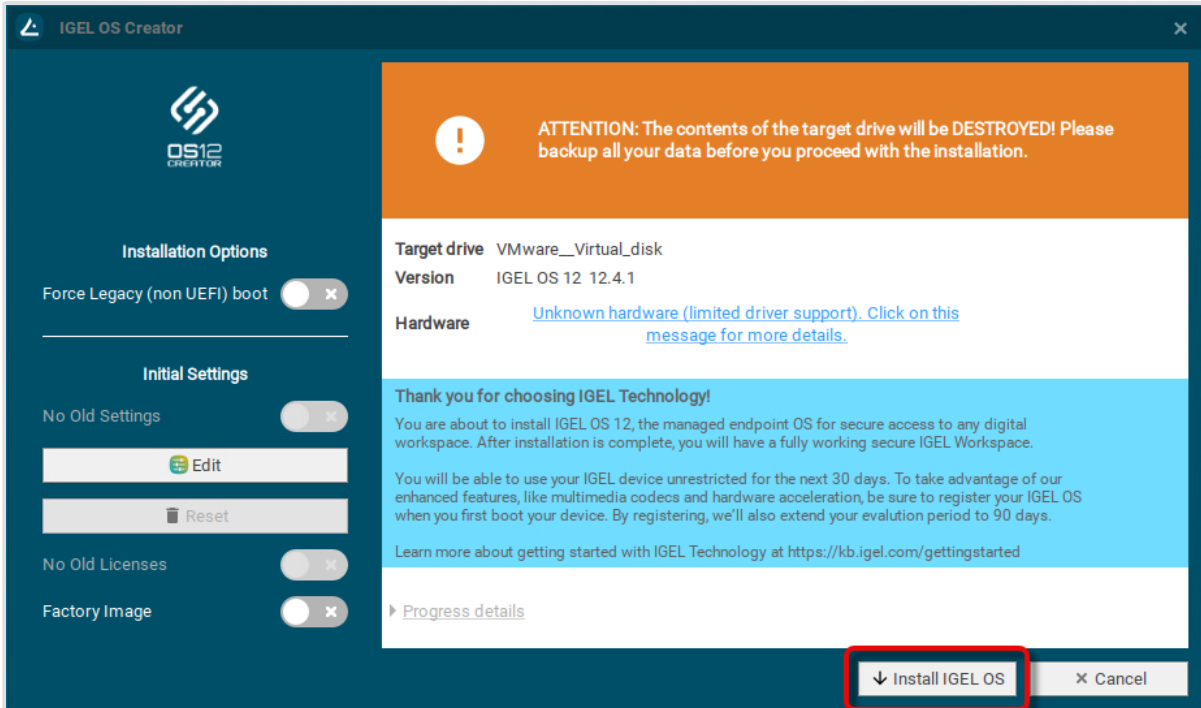 IGEL OS Creator
OS12
CREATOR
Installation Options
Force Legacy (non UEFI) boot
Initial Settings
No Old Settings
Edit
Reset
No Old Licenses
Factory Image
ATTENTION: The contents of the target drive will be DESTROYED! Please
backup all your data before you proceed with the installation.
Target drive VMware__Virtual_disk
Version IGEL OS 12 12.4.1
Hardware Unknown hardware (limited driver support). Click on this
message for more details.
Thank you for choosing IGEL Technology!
You are about to install IGEL OS 12, the managed endpoint OS for secure access to any digital
workspace. After installation is complete, you will have a fully working secure IGEL Workspace.
You will be able to use your IGEL device unrestricted for the next 30 days. To take advantage of our
enhanced features, like multimedia codecs and hardware acceleration, be sure to register your IGEL OS
when you first boot your device. By registering, we'll also extend your evalution period to 90 days.
Learn more about getting started with IGEL Technology at https://kb.igel.com/gettingstarted
Progress details
Install IGEL OS
Cancel